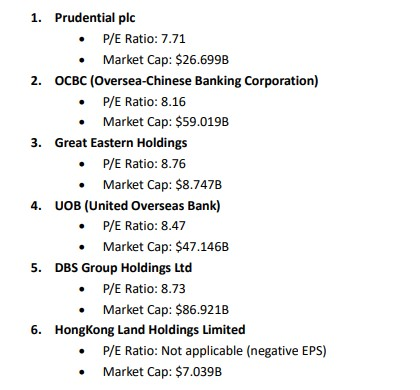 1. Prudential plc
• P/E Ratio: 7.71
• Market Cap: $26.699B
2. OCBC (Oversea-Chinese Banking Corporation)
• P/E Ratio: 8.16
• Market Cap: $59.019B
3. Great Eastern Holdings
• P/E Ratio: 8.76
• Market Cap: $8.747B
4. UOB (United Overseas Bank)
• P/E Ratio: 8.47
• Market Cap: $47.146B
5. DBS Group Holdings Ltd
• P/E Ratio: 8.73
• Market Cap: $86.921B
6. HongKong Land Holdings Limited
• P/E Ratio: Not applicable (negative EPS)
• Market Cap: $7.039B